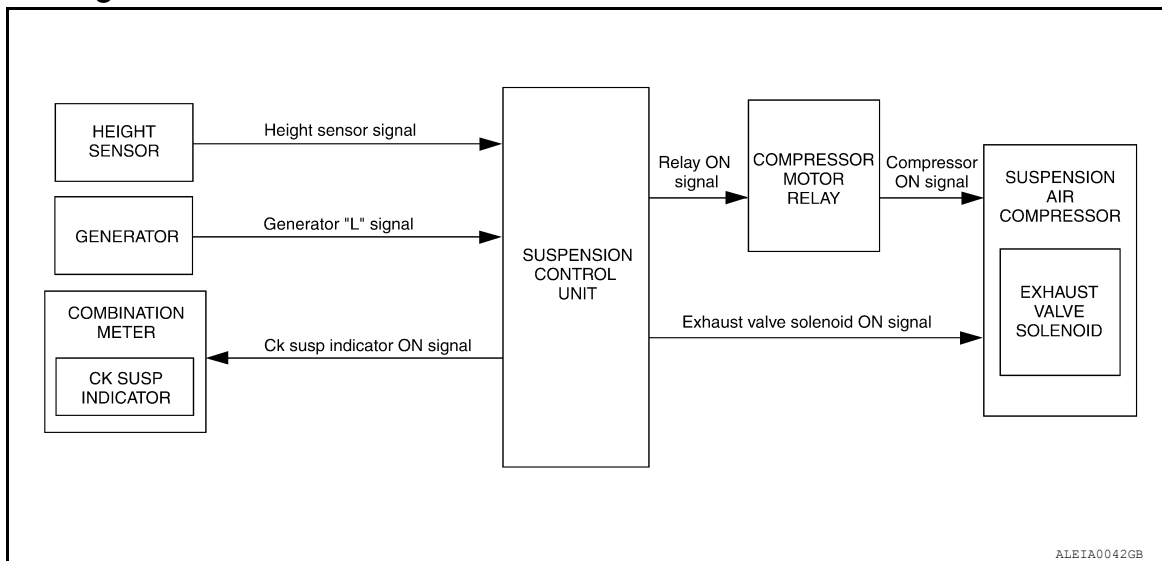 HEIGHT
SENSOR
Height sensor signal
GENERATOR
Generator "L" signal
COMBINATION
METER
CK SUSP
INDICATOR
Ck susp indicator ON signal
SUSPENSION
CONTROL
UNIT
Relay ON
signal
COMPRESSOR
MOTOR
RELAY
Compressor
ON signal
Exhaust valve solenoid ON signal
SUSPENSION
AIR
COMPRESSOR
EXHAUST
VALVE
SOLENOID
ALEIA0042GB